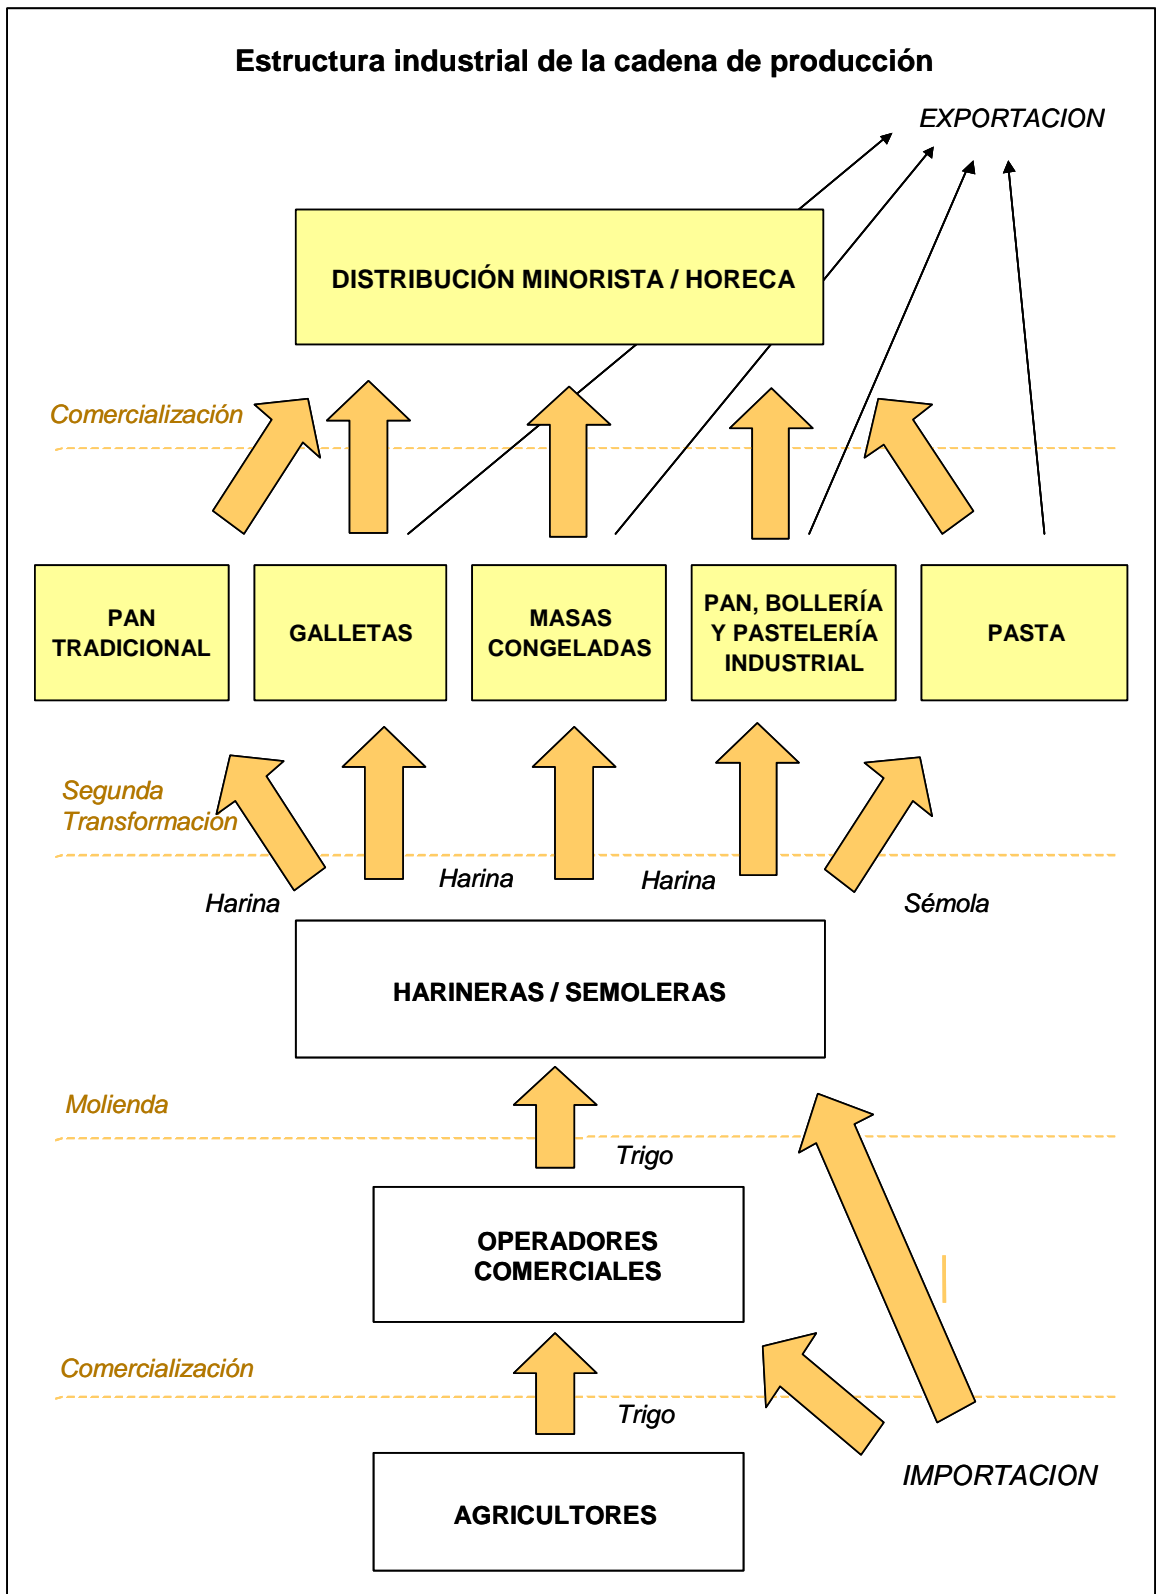 Estructura industrial de la cadena de producción
EXPORTACION
DISTRIBUCIÓN MINORISTA / HORECA
Comercialización
PAN
TRADICIONAL
GALLETAS
MASAS
CONGELADAS
PAN, BOLLERÍA
Y PASTELERÍA
INDUSTRIAL
PASTA
Segunda
Transformación
Harina
Harina
Harina
Sémola
HARINERAS / SEMOLERAS
Molienda
Trigo
OPERADORES
COMERCIALES
Comercialización
Trigo
IMPORTACION
AGRICULTORES